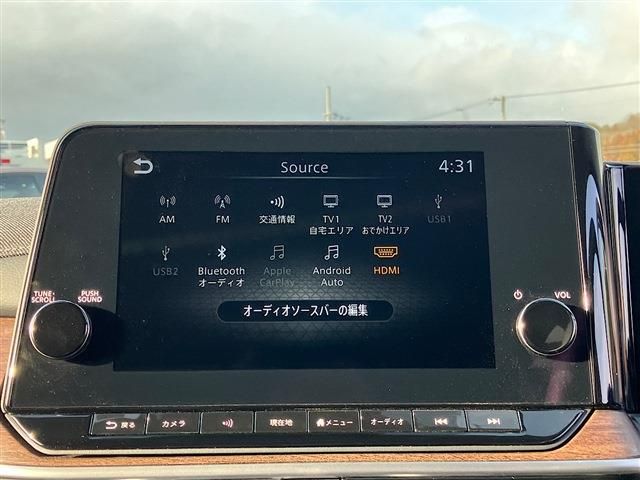 Source
4:31
AM
FM
交通情報
TV1
自宅エリア
TV2
おでかけエリア
USB1
USB2
Bluetooth
オーディオ
Apple
CarPlay
Android
Auto
HDMI
オーディオソースバーの編集
TUNE·
SCROLL
PUSH
SOUND
VOL
戻る
カメラ
現在地
メニュー
オーディオ